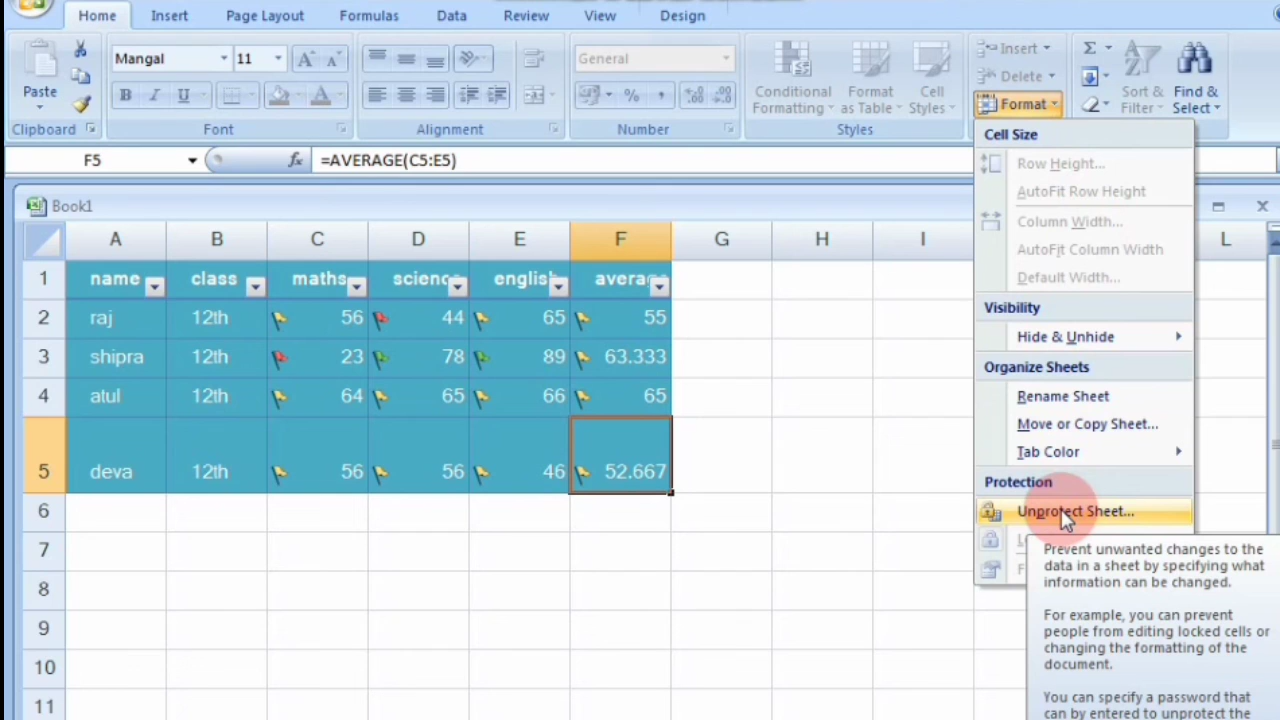 Home Insert Page Layout Formulas Data Review View Design
Mangal 11 General
Insert
Delete
Format
Paste
B I U
Conditional Formatting
Format as Table
Cell Styles
Sort & Filter
Find & Select
Clipboard Font Alignment Number Styles
F5 fx =AVERAGE(C5:E5)
Book1
A B C D E F G H I L
1 name class maths science english
2 raj 12th 56 44 65 55
3 shipra 12th 23 78 89 63.333
4 atul 12th 64 65 66 65
5 deva 12th 56 56 46 52.667
6
7
8
9
10
11
Cell Size
Row Height...
AutoFit Row Height
Column Width...
AutoFit Column Width
Default Width...
Visibility
Hide & Unhide
Organize Sheets
Rename Sheet
Move or Copy Sheet...
Tab Color
Protection
Unprotect Sheet...
Prevent unwanted changes to the
data in a sheet by specifying what
information can be changed.
For example, you can prevent
people from editing locked cells or
changing the formatting of the
document.
You can specify a password that
can by entered to unprotect the